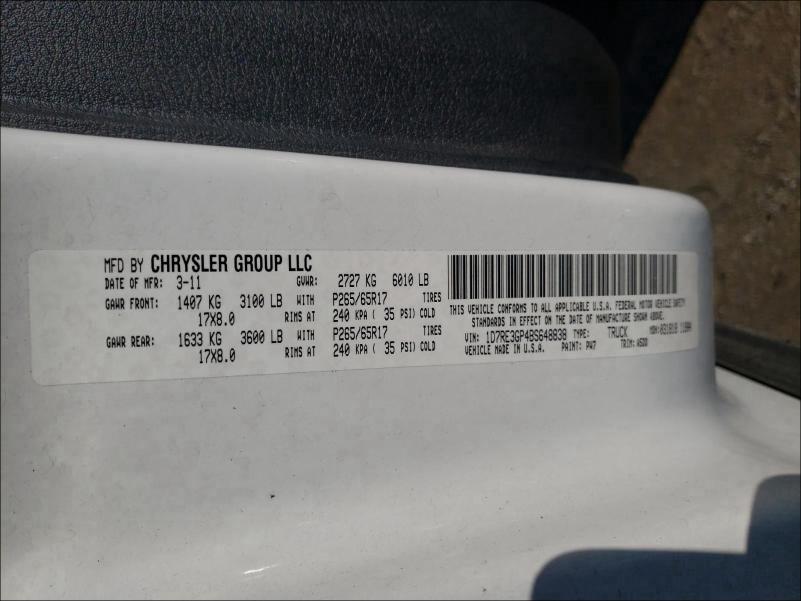 MFD BY CHRYSLER GROUP LLC
DATE OF MFR: 3-11 GVWR: 2727 KG 6010 LB
GAWR FRONT: 1407 KG 3100 LB WITH P265/65R17 TIRES
17X8.0 RIMS AT 240 KPA ( 35 PSI) COLD
GAWR REAR: 1633 KG 3600 LB WITH P265/65R17 TIRES
17X8.0 RIMS AT 240 KPA ( 35 PSI) COLD
THIS VEHICLE CONFORMS TO ALL APPLICABLE U.S.A. FEDERAL MOTOR VEHICLE SAFETY
STANDARDS IN EFFECT ON THE DATE OF MANUFACTURE SHOWN ABOVE.
VIN: 1D7RE3GP4BS648838 TYPE: TRUCK MDH:
VEHICLE MADE IN U.S.A. PAINT: PW7 TRIM: